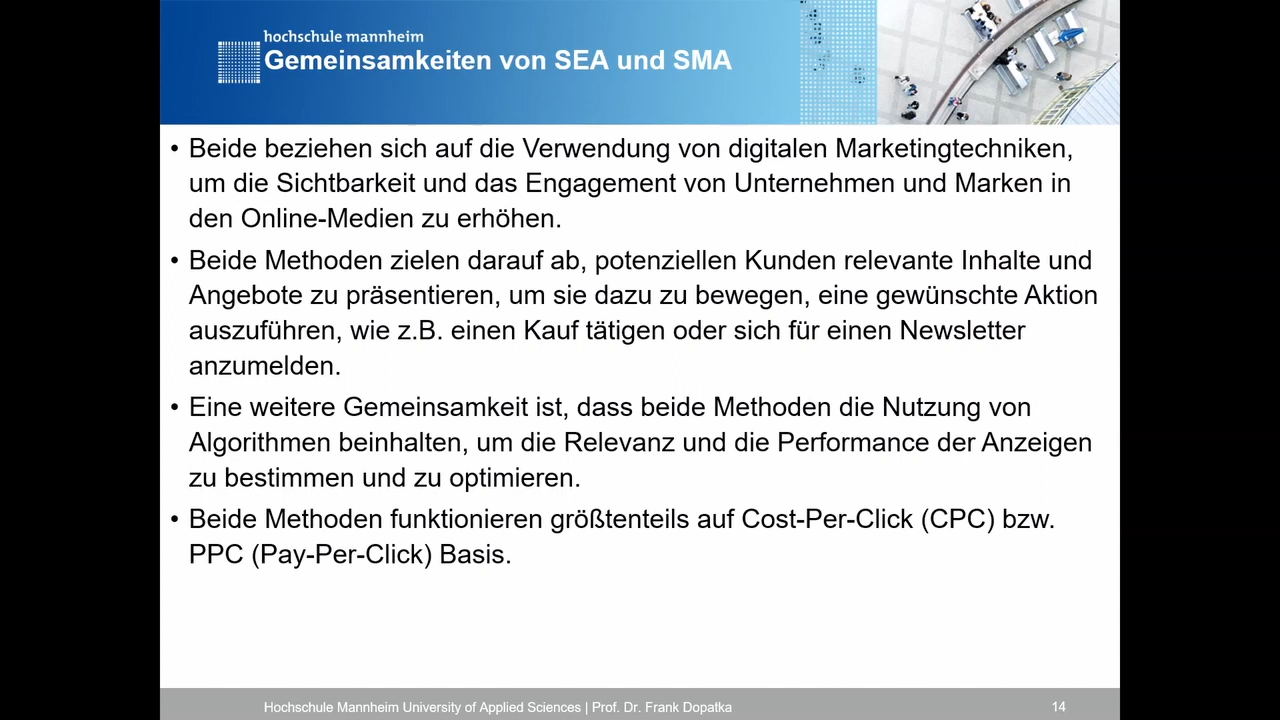 hochschule mannheim
Gemeinsamkeiten von SEA und SMA
• Beide beziehen sich auf die Verwendung von digitalen Marketingtechniken,
um die Sichtbarkeit und das Engagement von Unternehmen und Marken in
den Online-Medien zu erhöhen.
• Beide Methoden zielen darauf ab, potenziellen Kunden relevante Inhalte und
Angebote zu präsentieren, um sie dazu zu bewegen, eine gewünschte Aktion
auszuführen, wie z.B. einen Kauf tätigen oder sich für einen Newsletter
anzumelden.
• Eine weitere Gemeinsamkeit ist, dass beide Methoden die Nutzung von
Algorithmen beinhalten, um die Relevanz und die Performance der Anzeigen
zu bestimmen und zu optimieren.
• Beide Methoden funktionieren größtenteils auf Cost-Per-Click (CPC) bzw.
PPC (Pay-Per-Click) Basis.
Hochschule Mannheim University of Applied Sciences | Prof. Dr. Frank Dopatka 14